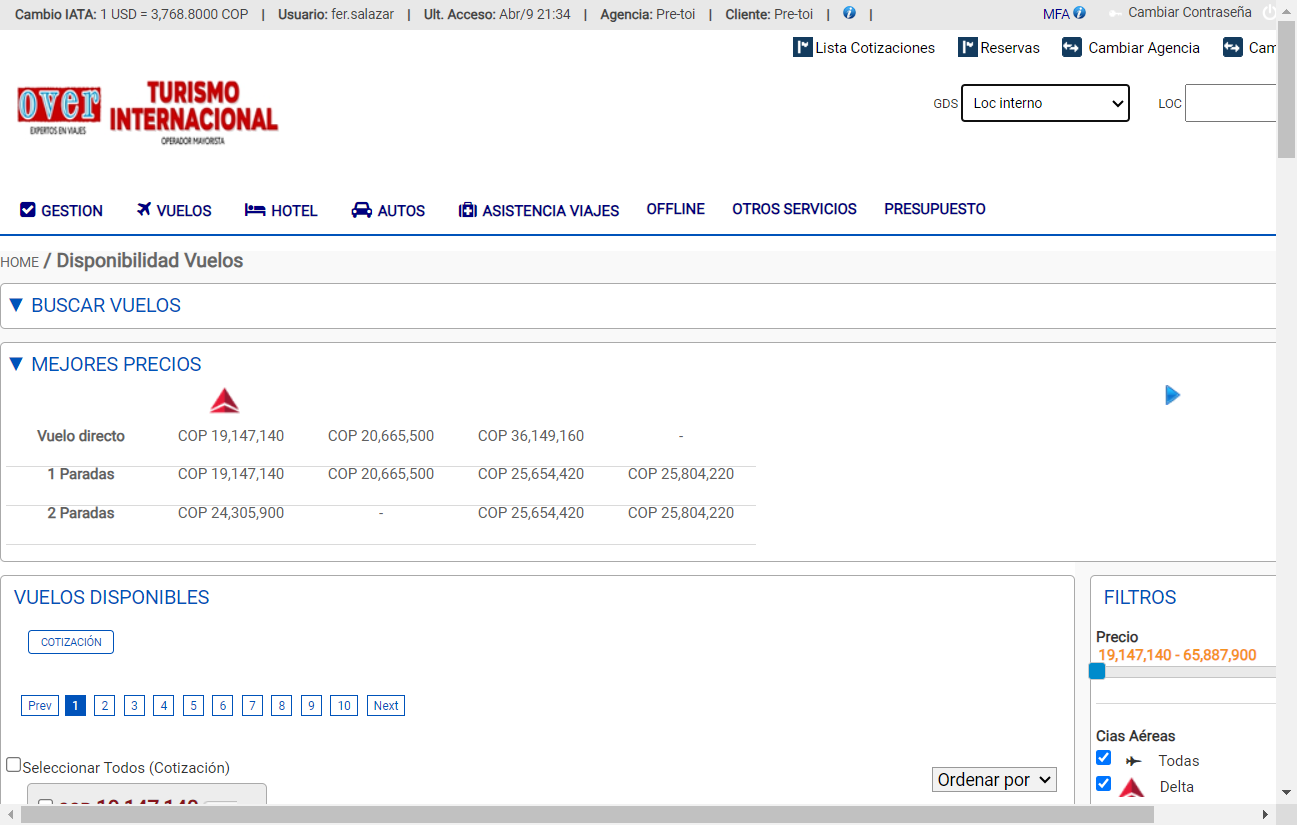 Cambio IATA: 1 USD = 3,768.8000 COP | Usuario: fer.salazar | Ult. Acceso: Abr/9 21:34 | Agencia: Pre-toi | Cliente: Pre-toi | | MFA Cambiar Contraseña
Lista Cotizaciones Reservas Cambiar Agencia Cam
over EXPERTOS EN VIAJES
TURISMO INTERNACIONAL
OPERADOR MAYORISTA
GDS Loc interno LOC
GESTION VUELOS HOTEL AUTOS ASISTENCIA VIAJES OFFLINE OTROS SERVICIOS PRESUPUESTO
HOME / Disponibilidad Vuelos
▼ BUSCAR VUELOS
▼ MEJORES PRECIOS
Vuelo directo COP 19,147,140 COP 20,665,500 COP 36,149,160 -
1 Paradas COP 19,147,140 COP 20,665,500 COP 25,654,420 COP 25,804,220
2 Paradas COP 24,305,900 - COP 25,654,420 COP 25,804,220
VUELOS DISPONIBLES
COTIZACIÓN
Prev 1 2 3 4 5 6 7 8 9 10 Next
Seleccionar Todos (Cotización)
Ordenar por
COP 19,147,140
FILTROS
Precio
19,147,140 - 65,887,900
Cias Aéreas
Todas
Delta